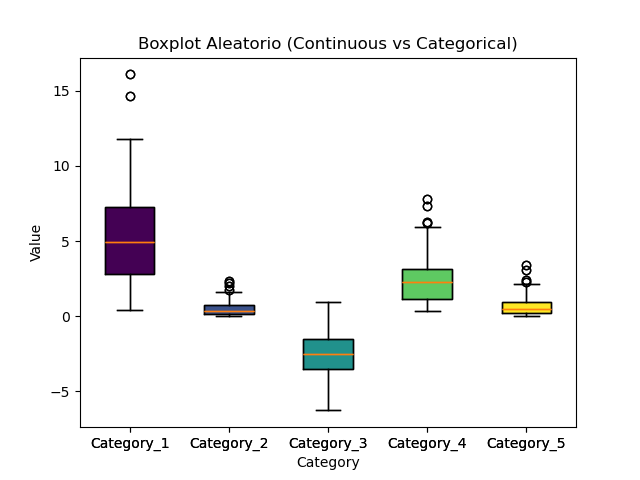 Boxplot Aleatorio (Continuous vs Categorical)
15
10
5
0
−5
Value
Category_1 Category_2 Category_3 Category_4 Category_5
Category